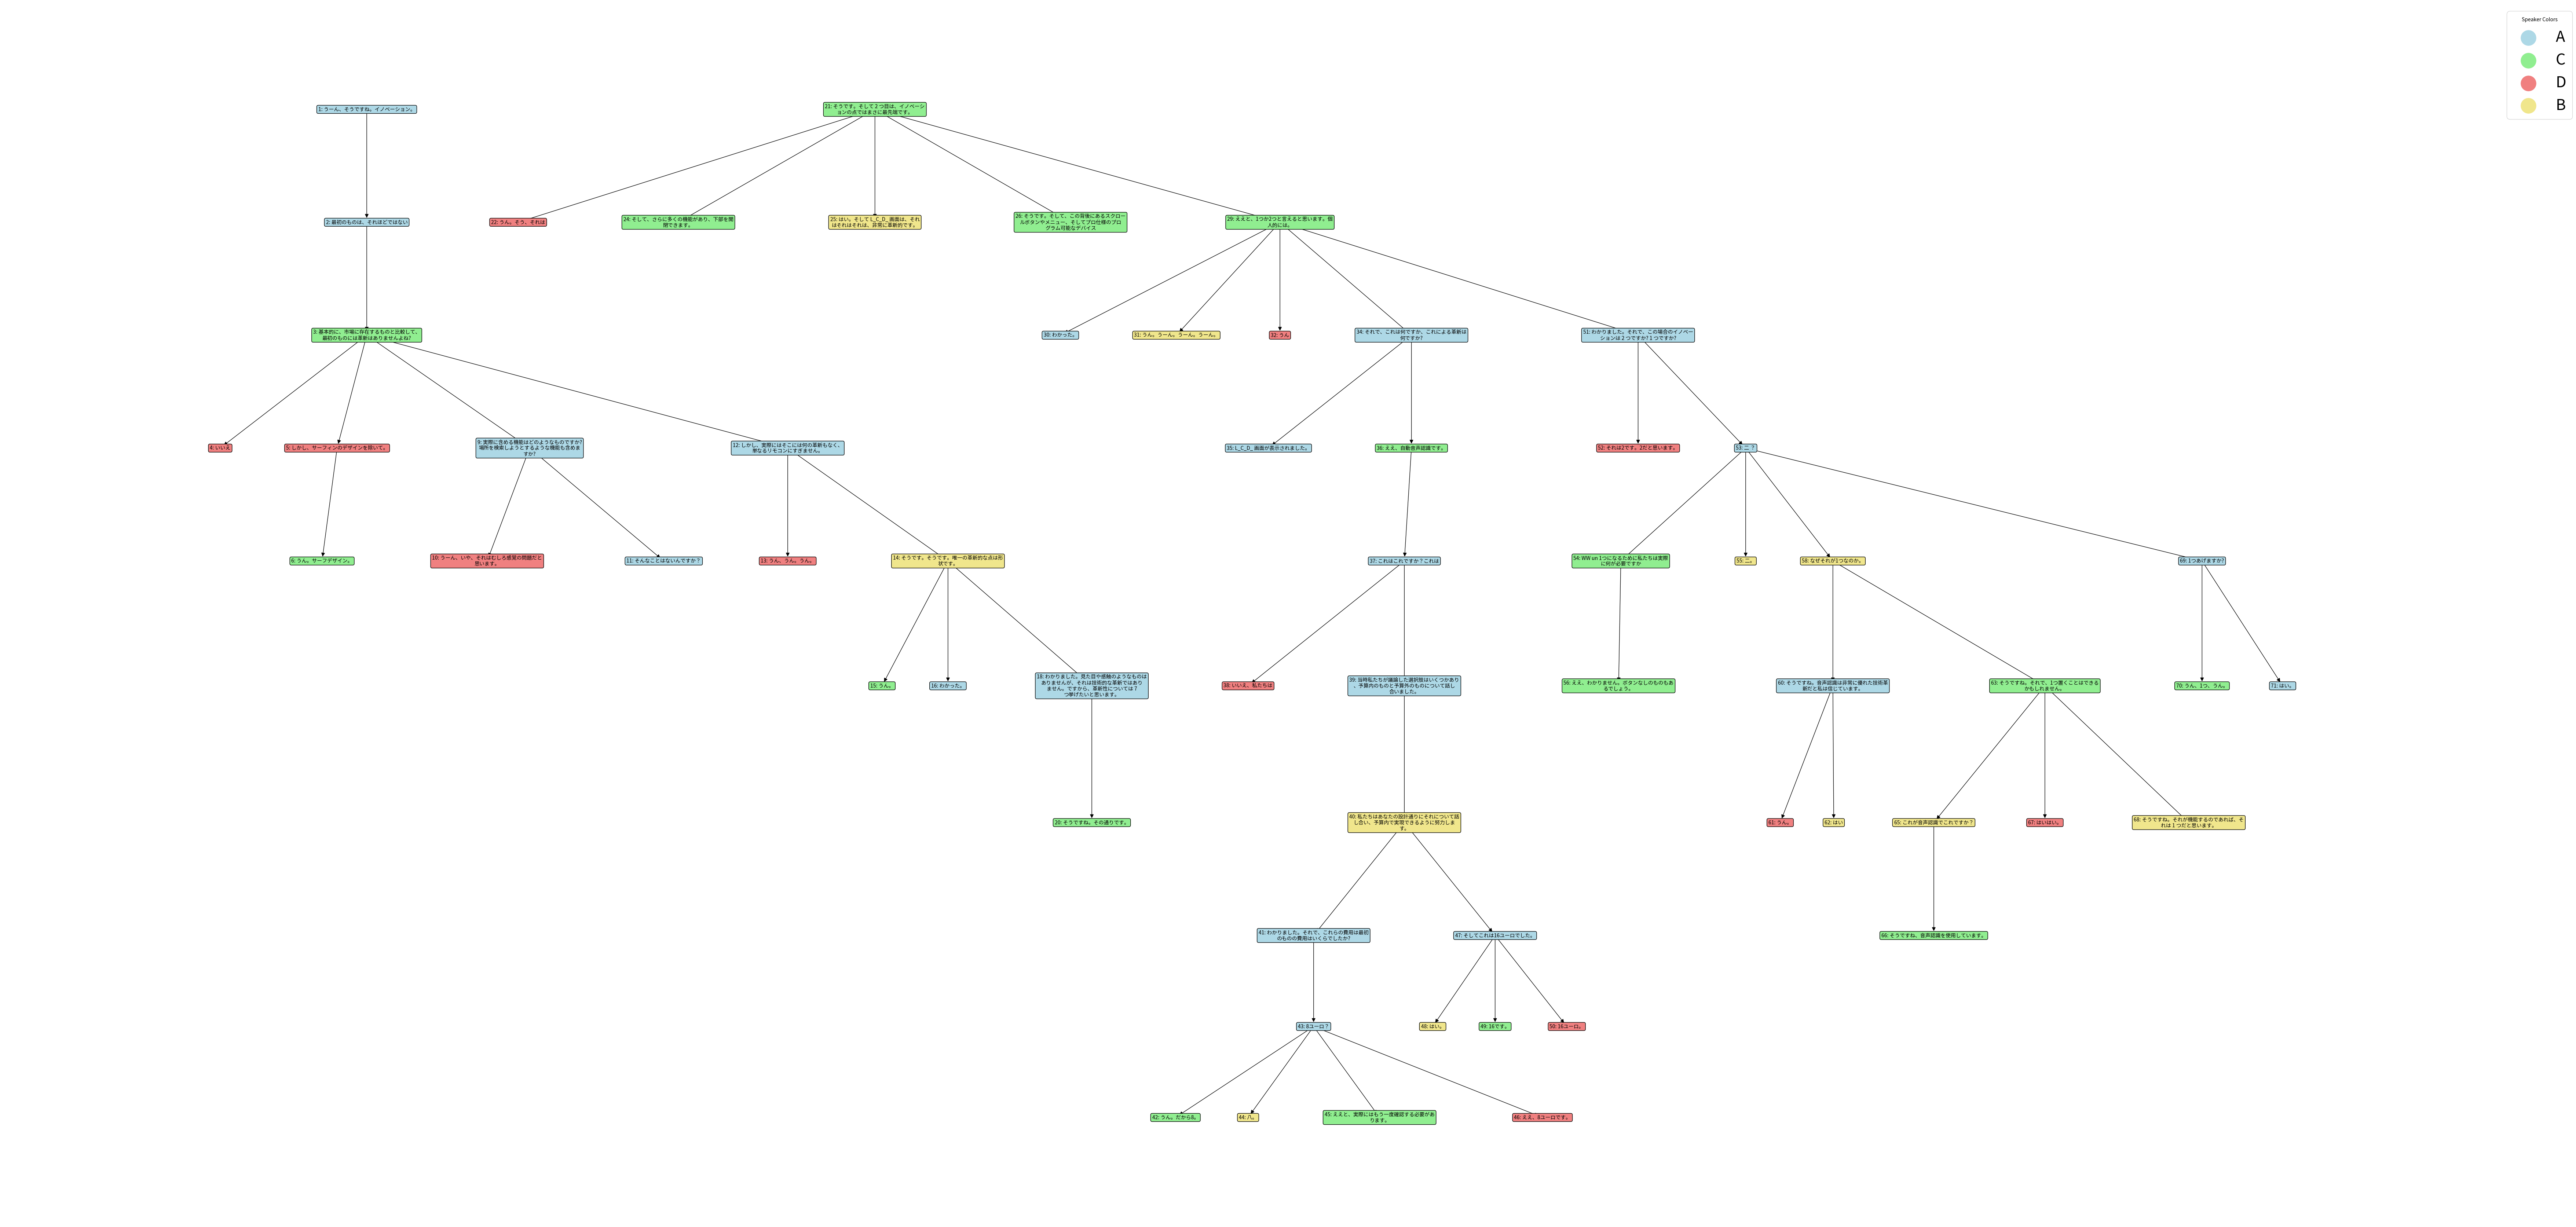 Speaker Colors
A
C
D
B
1: うーん、そうですね。イノベーション。
21: そうです。そして 2 つ目は、イノベーシ
ョンの点ではまさに最先端です。
2: 最初のものは、それほどではない
22: うん。そう、それは
24: そして、さらに多くの機能があり、下部を開
閉できます。
25: はい。そして L_C_D_ 画面は、それ
はそれはそれは、非常に革新的です。
26: そうです。そして、この背後にあるスクロー
ルボタンやメニュー、そしてプロ仕様のプロ
グラム可能なデバイス
29: ええと、1つか2つと言えると思います。個
人的には。
3: 基本的に、市場に存在するものと比較して、
最初のものには革新はありませんよね?
30: わかった。
31: うん。うーん。うーん。うーん。
32: うん
34: それで、これは何ですか、これによる革新は
何ですか?
51: わかりました。それで、この場合のイノベー
ションは 2 つですか? 1 つですか?
4: いいえ
5: しかし、サーフィンのデザインを除いて。
9: 実際に含める機能はどのようなものですか?
場所を検索しようとするような機能も含めま
すか?
12: しかし、実際にはそこには何の革新もなく、
単なるリモコンにすぎません。
35: L_C_D_ 画面が表示されました。
36: ええ、自動音声認識です。
52: それは2です。2だと思います。
53: 二 ?
6: うん。サーフデザイン。
10: うーん、いや、それはむしろ感覚の問題だと
思います。
11: そんなことはないんですか？
13: うん、うん。うん。
14: そうです。そうです。唯一の革新的な点は形
状です。
37: これはこれですか？これは
54: WW un 1つになるために私たちは実際
に何が必要ですか
55: 二。
58: なぜそれが1つなのか。
69: 1つあげますか?
15: うん。
16: わかった。
18: わかりました。見た目や感触のようなものは
ありませんが、それは技術的な革新ではあり
ません。ですから、革新性については 7
つ挙げたいと思います。
38: いいえ、私たちは
39: 当時私たちが議論した選択肢はいくつかあり
、予算内のものと予算外のものについて話し
合いました。
56: ええ、わかりません。ボタンなしのものもあ
るでしょう。
60: そうですね。音声認識は非常に優れた技術革
新だと私は信じています。
63: そうですね。それで、1つ置くことはできる
かもしれません。
70: うん、1つ、うん。
71: はい。
20: そうですね。その通りです。
40: 私たちはあなたの設計通りにそれについて話
し合い、予算内で実現できるように努力しま
す。
61: うん。
62: はい
65: これが音声認識でこれですか？
67: はいはい。
68: そうですね。それが機能するのであれば、そ
れは 1 つだと思います。
41: わかりました。それで、これらの費用は最初
のものの費用はいくらでしたか?
47: そしてこれは16ユーロでした。
66: そうですね、音声認識を使用しています。
43: 8ユーロ？
48: はい。
49: 16です。
50: 16ユーロ。
42: うん。だから8。
44: 八。
45: ええと、実際にはもう一度確認する必要があ
ります。
46: ええ、8ユーロです。